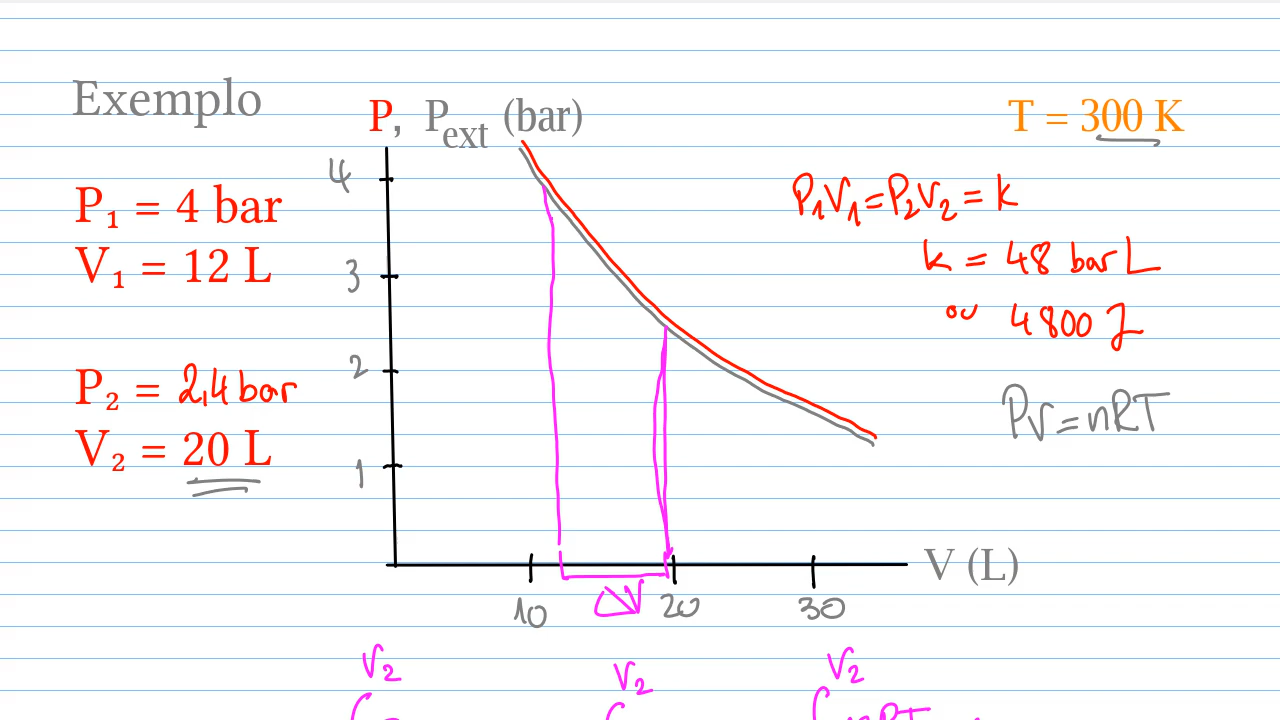 Exemplo
P₁ = 4 bar
V₁ = 12 L
P₂ = 2,4 bar
V₂ = 20 L
P, Pext (bar)
4
3
2
1
10
ΔV
20
30
V (L)
T = 300 K
P₁V₁ = P₂V₂ = k
k = 48 bar L
ou 4800 J
PV = nRT
V₂
V₂
V₂
∫
∫
∫ nRT